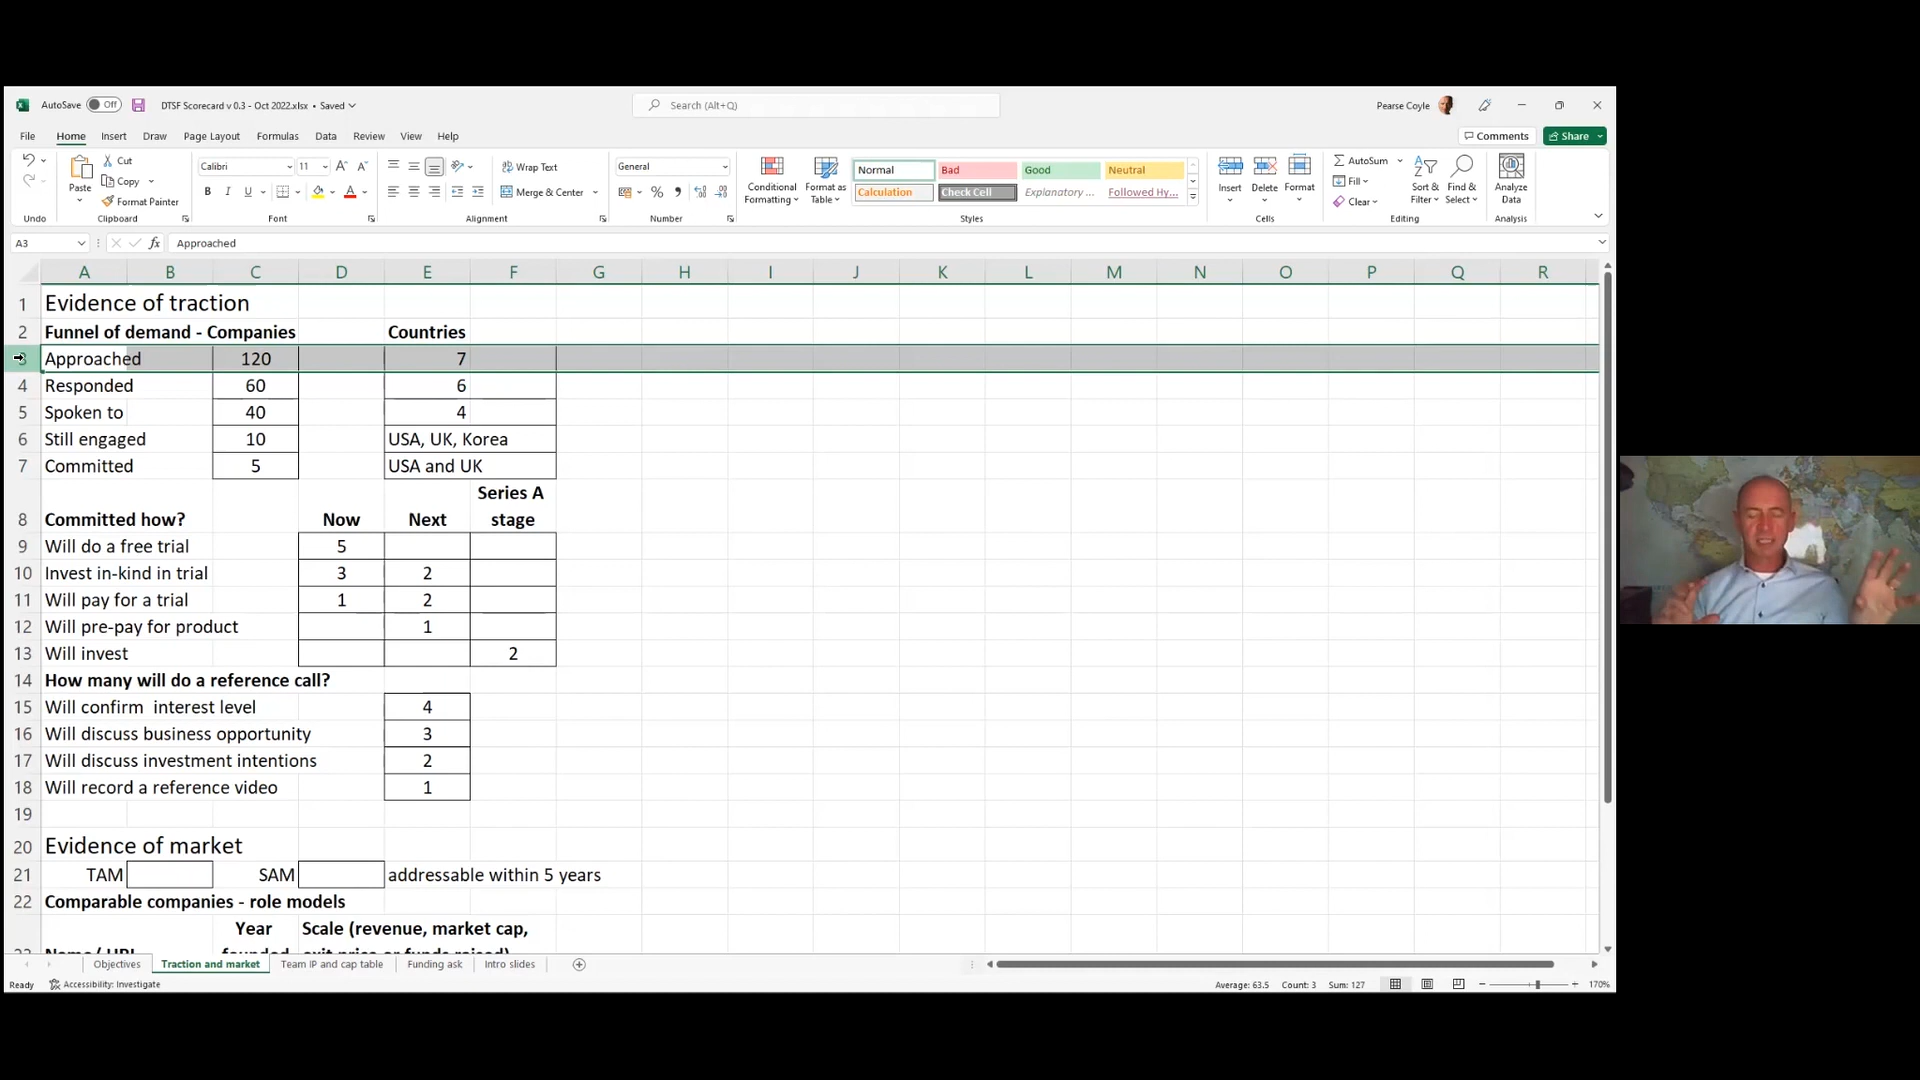 AutoSave Off DTSF Scorecard v 0.3 - Oct 2022.xlsx • Saved Search (Alt+Q) Pearse Coyle
File Home Insert Draw Page Layout Formulas Data Review View Help Comments Share
Paste Cut Copy Format Painter
Calibri 11 B I U A
Wrap Text Merge & Center
General % 
Conditional Formatting Format as Table
Normal Bad Good Neutral
Calculation Check Cell Explanatory ... Followed Hy...
Insert Delete Format
AutoSum Fill Clear
Sort & Filter Find & Select Analyze Data
Undo Clipboard Font Alignment Number Styles Cells Editing Analysis
A3 fx Approached
A B C D E F G H I J K L M N O P Q R
1 Evidence of traction
2 Funnel of demand - Companies Countries
3 Approached 120 7
4 Responded 60 6
5 Spoken to 40 4
6 Still engaged 10 USA, UK, Korea
7 Committed 5 USA and UK
8 Committed how? Now Next Series A stage
9 Will do a free trial 5
10 Invest in-kind in trial 3 2
11 Will pay for a trial 1 2
12 Will pre-pay for product 1
13 Will invest 2
14 How many will do a reference call?
15 Will confirm interest level 4
16 Will discuss business opportunity 3
17 Will discuss investment intentions 2
18 Will record a reference video 1
19
20 Evidence of market
21 TAM SAM addressable within 5 years
22 Comparable companies - role models
Year Scale (revenue, market cap,
Objectives Traction and market Team IP and cap table Funding ask Intro slides
Ready Accessibility: Investigate Average: 63.5 Count: 3 Sum: 127 170%